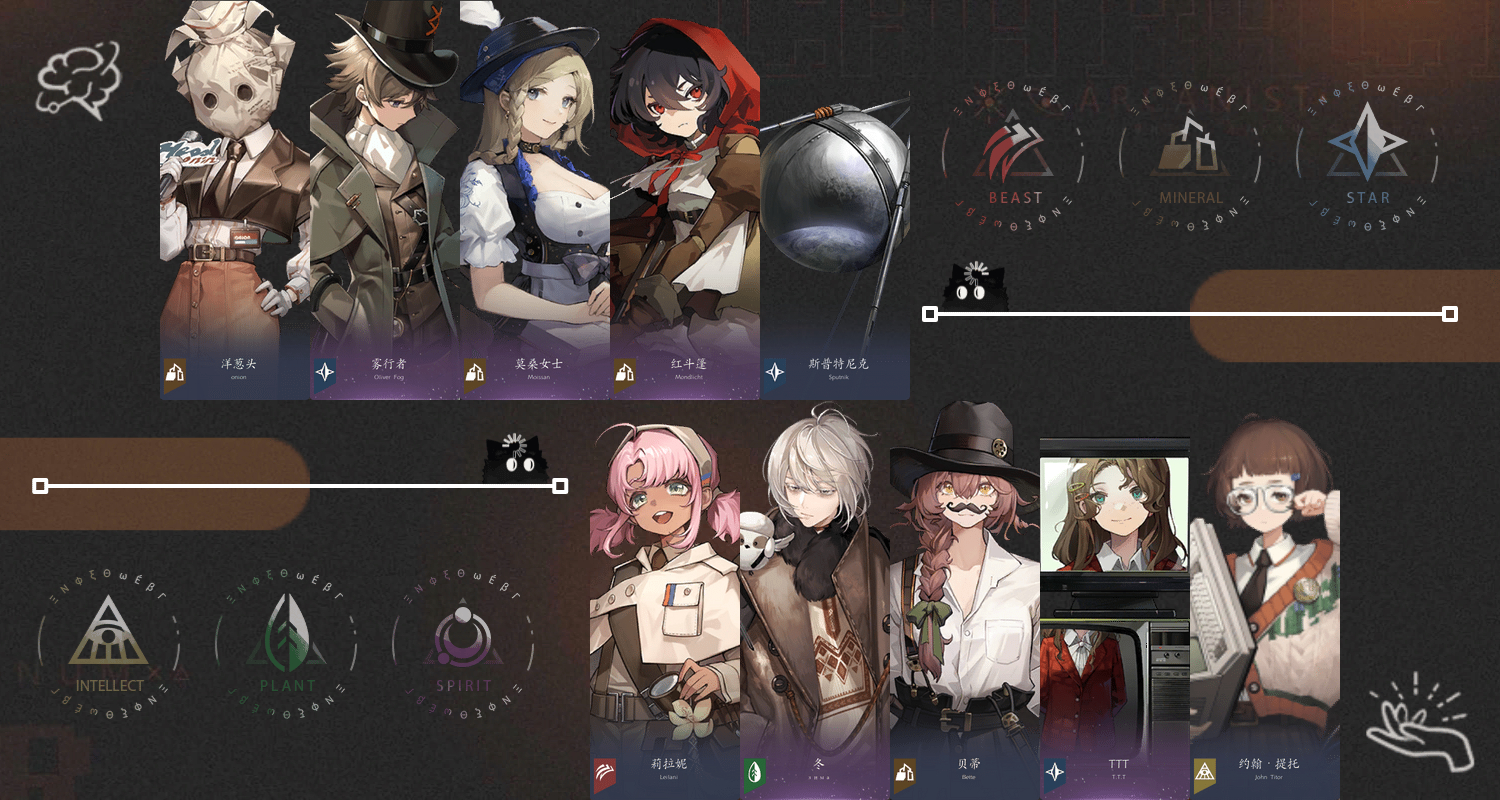 BEAST
MINERAL
STAR
洋葱头
onion
雾行者
Oliver Fog
莫桑女士
Moissan
红斗篷
Mondlicht
斯普特尼克
Sputnik
INTELLECT
PLANT
SPIRIT
莉拉妮
Leilani
冬
贝蒂
Bette
TTT
T.T.T
约翰·提托
John Titor